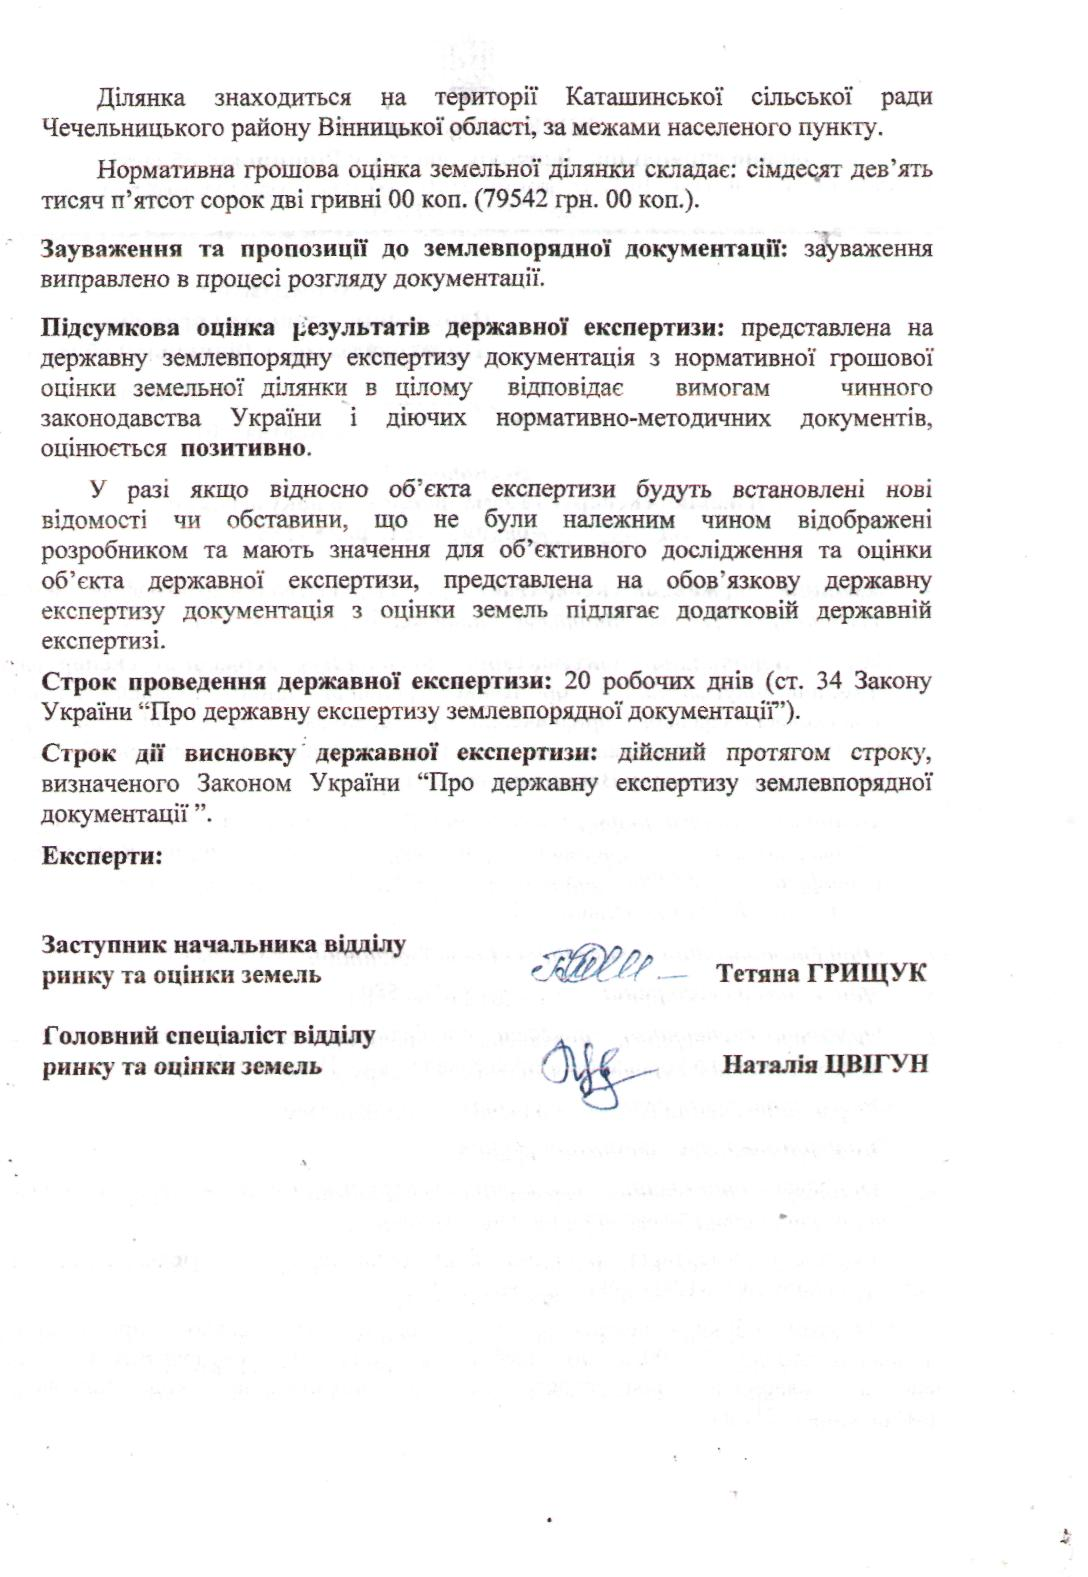 Ділянка знаходиться на території Каташинської сільської ради
Чечельницького району Вінницької області, за межами населеного пункту.
Нормативна грошова оцінка земельної ділянки складає: сімдесят дев’ять
тисяч п’ятсот сорок дві гривні 00 коп. (79542 грн. 00 коп.).
Зауваження та пропозиції до землевпорядної документації: зауваження
виправлено в процесі розгляду документації.
Підсумкова оцінка результатів державної експертизи: представлена на
державну землевпорядну експертизу документація з нормативної грошової
оцінки земельної ділянки в цілому відповідає вимогам чинного
законодавства України і діючих нормативно-методичних документів,
оцінюється позитивно.
У разі якщо відносно об’єкта експертизи будуть встановлені нові
відомості чи обставини, що не були належним чином відображені
розробником та мають значення для об’єктивного дослідження та оцінки
об’єкта державної експертизи, представлена на обов’язкову державну
експертизу документація з оцінки земель підлягає додатковій державній
експертизі.
Строк проведення державної експертизи: 20 робочих днів (ст. 34 Закону
України “Про державну експертизу землевпорядної документації”).
Строк дії висновку державної експертизи: дійсний протягом строку,
визначеного Законом України “Про державну експертизу землевпорядної
документації ”.
Експерти:
Заступник начальника відділу
ринку та оцінки земель Тетяна ГРИЩУК
Головний спеціаліст відділу
ринку та оцінки земель Наталія ЦВІГУН